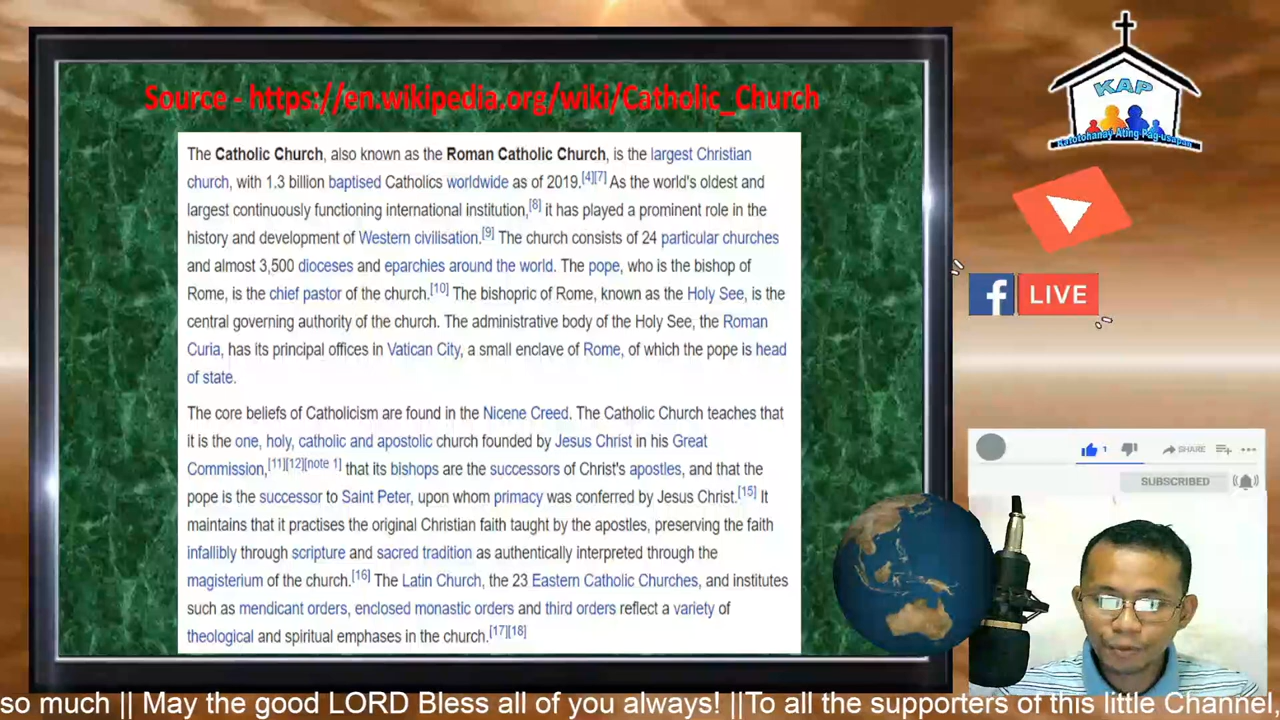 Source - https://en.wikipedia.org/wiki/Catholic_Church
The Catholic Church, also known as the Roman Catholic Church, is the largest Christian
church, with 1.3 billion baptised Catholics worldwide as of 2019.[4][7] As the world's oldest and
largest continuously functioning international institution,[8] it has played a prominent role in the
history and development of Western civilisation.[9] The church consists of 24 particular churches
and almost 3,500 dioceses and eparchies around the world. The pope, who is the bishop of
Rome, is the chief pastor of the church.[10] The bishopric of Rome, known as the Holy See, is the
central governing authority of the church. The administrative body of the Holy See, the Roman
Curia, has its principal offices in Vatican City, a small enclave of Rome, of which the pope is head
of state.
The core beliefs of Catholicism are found in the Nicene Creed. The Catholic Church teaches that
it is the one, holy, catholic and apostolic church founded by Jesus Christ in his Great
Commission,[11][12][note 1] that its bishops are the successors of Christ's apostles, and that the
pope is the successor to Saint Peter, upon whom primacy was conferred by Jesus Christ.[15] It
maintains that it practises the original Christian faith taught by the apostles, preserving the faith
infallibly through scripture and sacred tradition as authentically interpreted through the
magisterium of the church.[16] The Latin Church, the 23 Eastern Catholic Churches, and institutes
such as mendicant orders, enclosed monastic orders and third orders reflect a variety of
theological and spiritual emphases in the church.[17][18]
KAP
Katotohanay Ating Pag-usapan
f LIVE
1 SHARE
SUBSCRIBED
so much || May the good LORD Bless all of you always! ||To all the supporters of this little Channel,